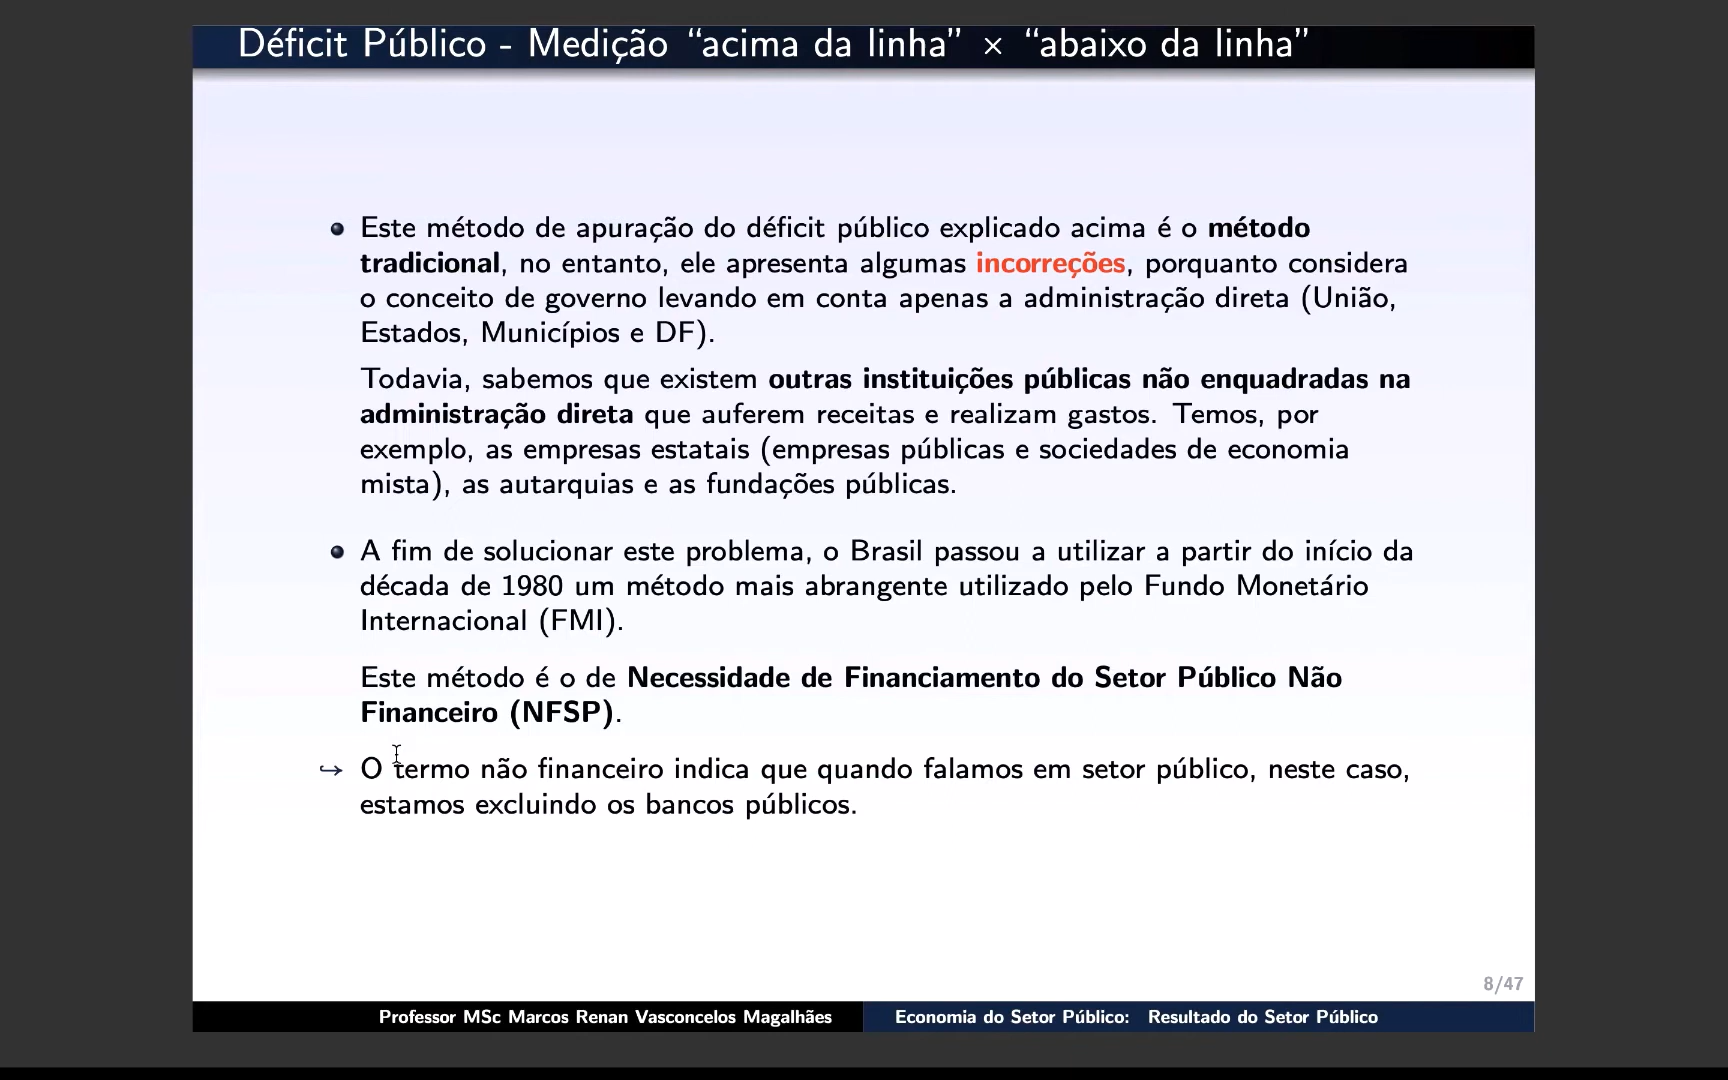 Déficit Público - Medição “acima da linha” × “abaixo da linha”
Este método de apuração do déficit público explicado acima é o método
tradicional, no entanto, ele apresenta algumas incorreções, porquanto considera
o conceito de governo levando em conta apenas a administração direta (União,
Estados, Municípios e DF).
Todavia, sabemos que existem outras instituições públicas não enquadradas na
administração direta que auferem receitas e realizam gastos. Temos, por
exemplo, as empresas estatais (empresas públicas e sociedades de economia
mista), as autarquias e as fundações públicas.
A fim de solucionar este problema, o Brasil passou a utilizar a partir do início da
década de 1980 um método mais abrangente utilizado pelo Fundo Monetário
Internacional (FMI).
Este método é o de Necessidade de Financiamento do Setor Público Não
Financeiro (NFSP).
↪ O termo não financeiro indica que quando falamos em setor público, neste caso,
estamos excluindo os bancos públicos.
8/47
Professor MSc Marcos Renan Vasconcelos Magalhães
Economia do Setor Público: Resultado do Setor Público